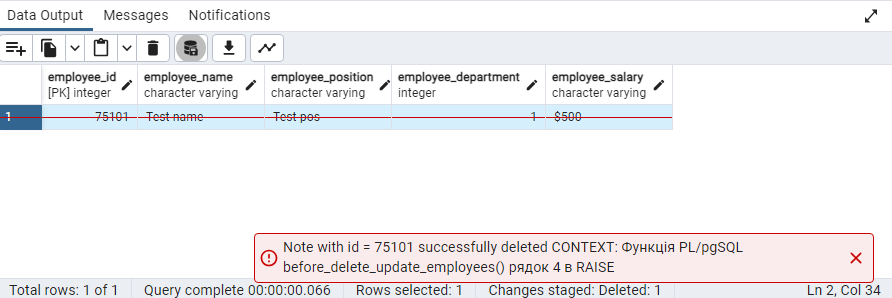 Data Output Messages Notifications
employee_id employee_name employee_position employee_department employee_salary
[PK] integer character varying character varying integer character varying
1 75101 Test name Test pos 1 $500
Note with id = 75101 successfully deleted CONTEXT: Функція PL/pgSQL
before_delete_update_employees() рядок 4 в RAISE
Total rows: 1 of 1 Query complete 00:00:00.066 Rows selected: 1 Changes staged: Deleted: 1 Ln 2, Col 34